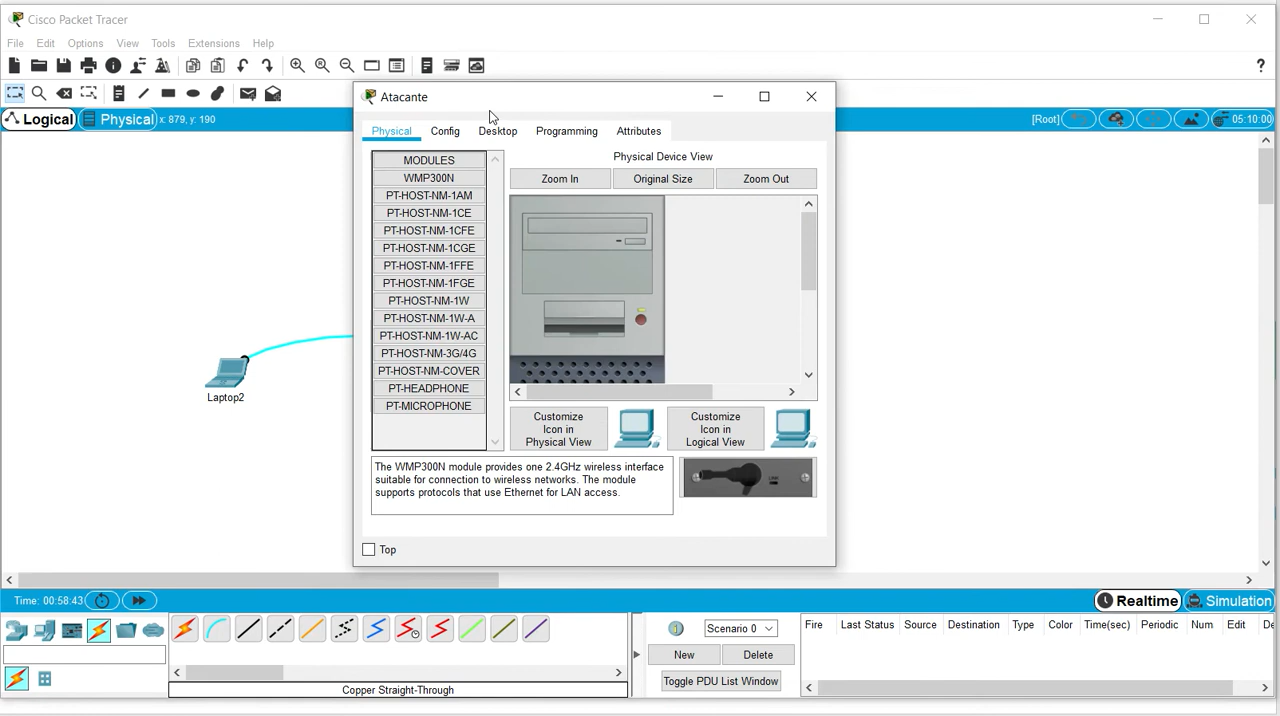 Cisco Packet Tracer
File Edit Options View Tools Extensions Help
Logical Physical x: 879, y: 190 [Root] 05:10:00
Atacante
Physical Config Desktop Programming Attributes
MODULES
WMP300N
PT-HOST-NM-1AM
PT-HOST-NM-1CE
PT-HOST-NM-1CFE
PT-HOST-NM-1CGE
PT-HOST-NM-1FFE
PT-HOST-NM-1FGE
PT-HOST-NM-1W
PT-HOST-NM-1W-A
PT-HOST-NM-1W-AC
PT-HOST-NM-3G/4G
PT-HOST-NM-COVER
PT-HEADPHONE
PT-MICROPHONE
Physical Device View
Zoom In Original Size Zoom Out
Customize
Icon in
Physical View
Customize
Icon in
Logical View
The WMP300N module provides one 2.4GHz wireless interface
suitable for connection to wireless networks. The module
supports protocols that use Ethernet for LAN access.
Top
Laptop2
Time: 00:58:43 Realtime Simulation
Copper Straight-Through
Scenario 0
New Delete
Toggle PDU List Window
Fire Last Status Source Destination Type Color Time(sec) Periodic Num Edit De